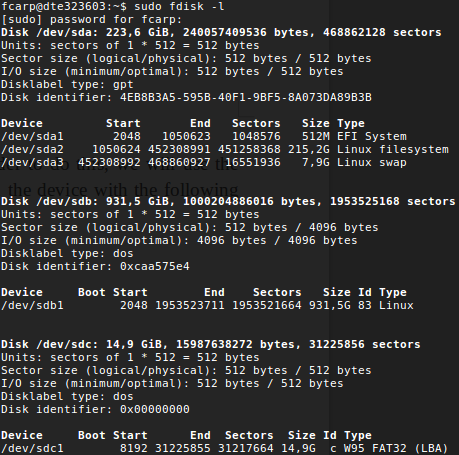 fcarp@dte323603:~$ sudo fdisk -l
[sudo] password for fcarp:
Disk /dev/sda: 223,6 GiB, 240057409536 bytes, 468862128 sectors
Units: sectors of 1 * 512 = 512 bytes
Sector size (logical/physical): 512 bytes / 512 bytes
I/O size (minimum/optimal): 512 bytes / 512 bytes
Disklabel type: gpt
Disk identifier: 4EB8B3A5-595B-40F1-9BF5-8A073DA89B3B
Device Start End Sectors Size Type
/dev/sda1 2048 1050623 1048576 512M EFI System
/dev/sda2 1050624 452308991 451258368 215,2G Linux filesystem
/dev/sda3 452308992 468860927 16551936 7,9G Linux swap
to do this, we will use the
the device with the following
Disk /dev/sdb: 931,5 GiB, 1000204886016 bytes, 1953525168 sectors
Units: sectors of 1 * 512 = 512 bytes
Sector size (logical/physical): 512 bytes / 4096 bytes
I/O size (minimum/optimal): 4096 bytes / 4096 bytes
Disklabel type: dos
Disk identifier: 0xcaa575e4
Device Boot Start End Sectors Size Id Type
/dev/sdb1 2048 1953523711 1953521664 931,5G 83 Linux
Disk /dev/sdc: 14,9 GiB, 15987638272 bytes, 31225856 sectors
Units: sectors of 1 * 512 = 512 bytes
Sector size (logical/physical): 512 bytes / 512 bytes
I/O size (minimum/optimal): 512 bytes / 512 bytes
Disklabel type: dos
Disk identifier: 0x00000000
Device Boot Start End Sectors Size Id Type
/dev/sdc1 8192 31225855 31217664 14,9G c W95 FAT32 (LBA)